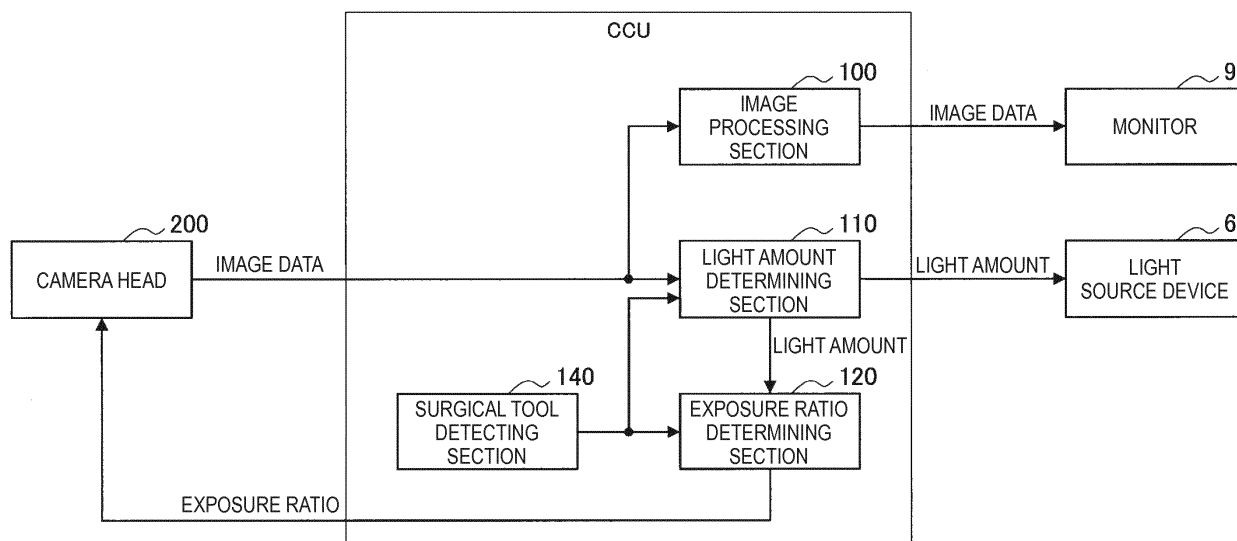 CCU
100
IMAGE
PROCESSING
SECTION
IMAGE DATA
9
MONITOR
200
CAMERA HEAD
IMAGE DATA
110
LIGHT AMOUNT
DETERMINING
SECTION
LIGHT AMOUNT
6
LIGHT
SOURCE DEVICE
LIGHT AMOUNT
140
SURGICAL TOOL
DETECTING
SECTION
120
EXPOSURE RATIO
DETERMINING
SECTION
EXPOSURE RATIO